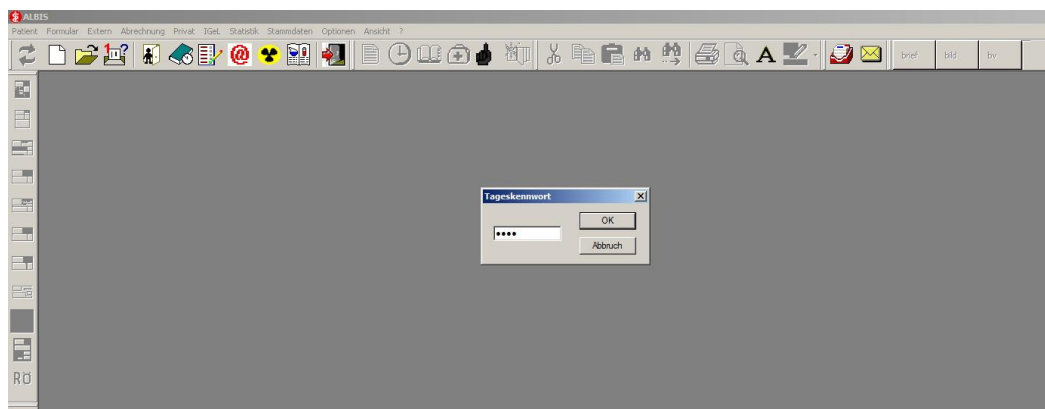 ALBIS
Patient Formular Extern Abrechnung Privat IGeL Statistik Stammdaten Optionen Ansicht ?
brief bild bv
Tageskennwort
OK
Abbruch
RÖ